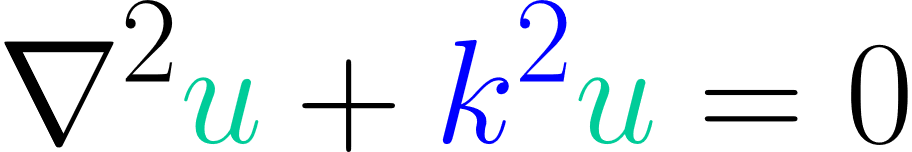 ∇²u + k²u = 0